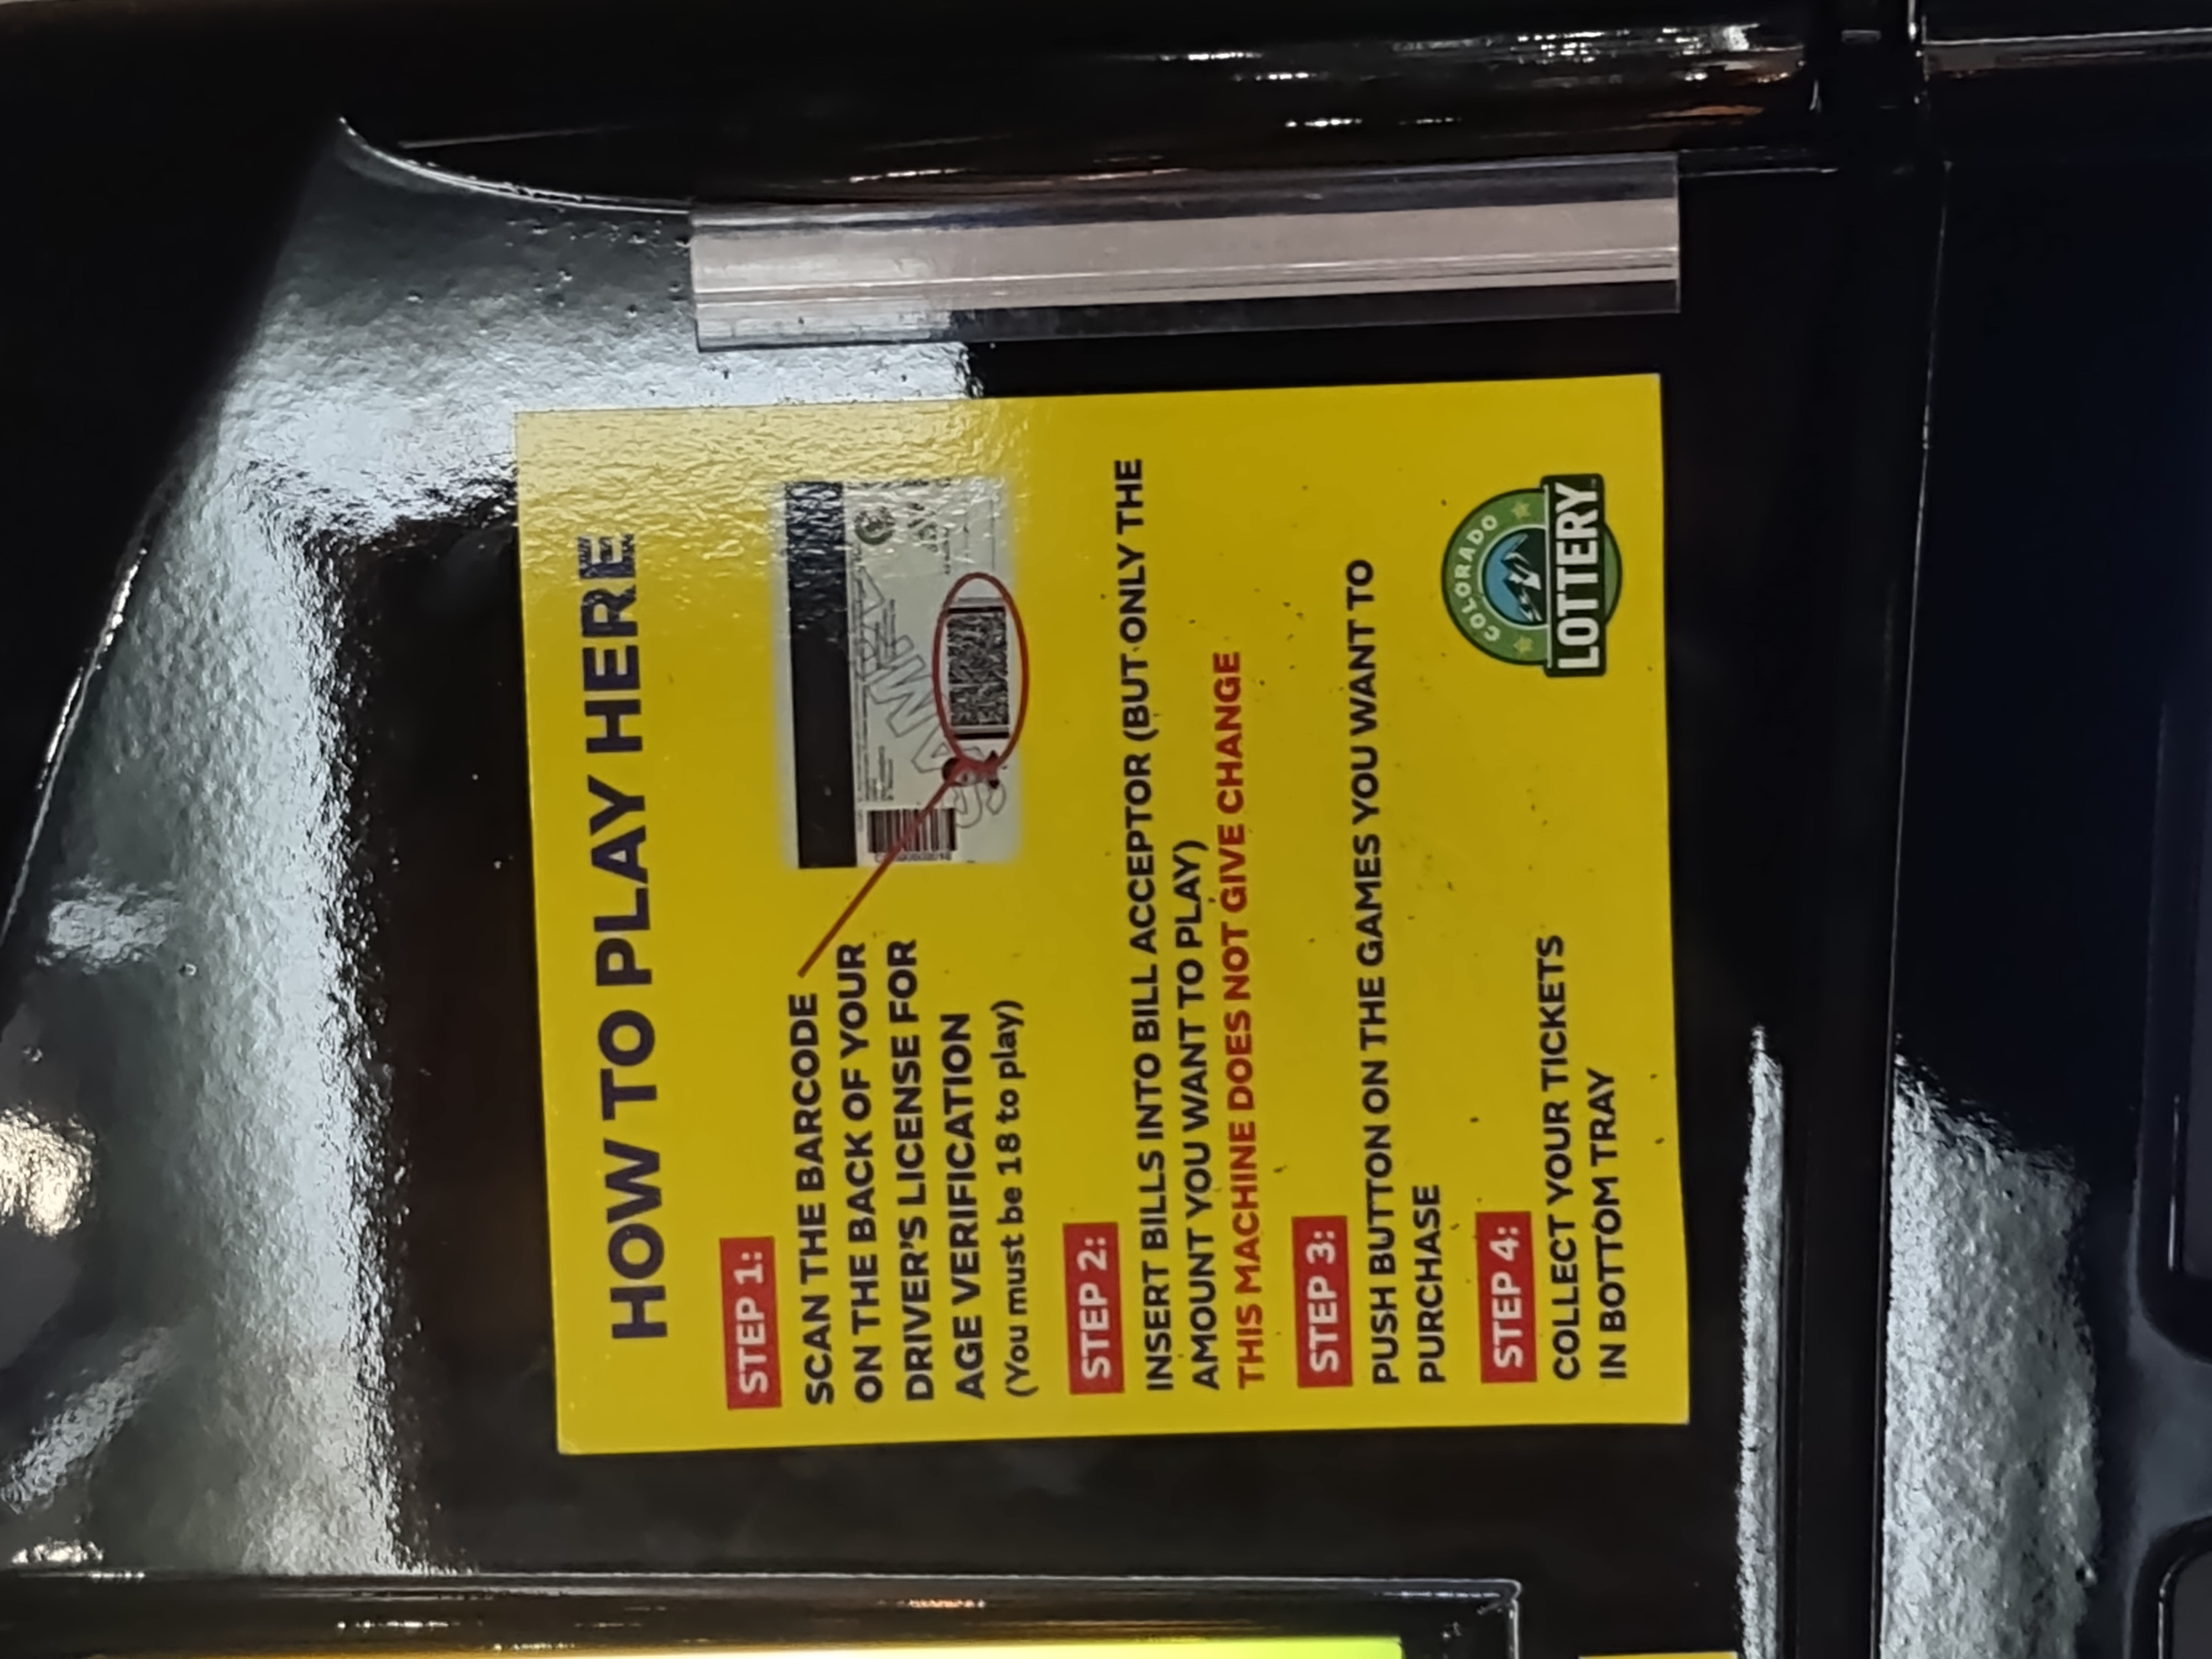 HOW TO PLAY HERE
STEP 1:
SCAN THE BARCODE
ON THE BACK OF YOUR
DRIVER'S LICENSE FOR
AGE VERIFICATION
(You must be 18 to play)
SAMPLE
STEP 2:
INSERT BILLS INTO BILL ACCEPTOR (BUT ONLY THE
AMOUNT YOU WANT TO PLAY)
THIS MACHINE DOES NOT GIVE CHANGE
STEP 3:
PUSH BUTTON ON THE GAMES YOU WANT TO
PURCHASE
STEP 4:
COLLECT YOUR TICKETS
IN BOTTOM TRAY
COLORADO
LOTTERY